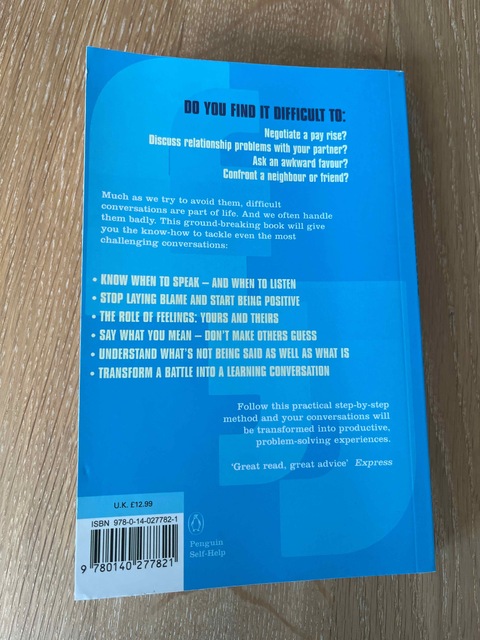 DO YOU FIND IT DIFFICULT TO:
Negotiate a pay rise?
Discuss relationship problems with your partner?
Ask an awkward favour?
Confront a neighbour or friend?
Much as we try to avoid them, difficult
conversations are part of life. And we often handle
them badly. This ground-breaking book will give
you the know-how to tackle even the most
challenging conversations:
• KNOW WHEN TO SPEAK – AND WHEN TO LISTEN
• STOP LAYING BLAME AND START BEING POSITIVE
• THE ROLE OF FEELINGS: YOURS AND THEIRS
• SAY WHAT YOU MEAN – DON'T MAKE OTHERS GUESS
• UNDERSTAND WHAT'S NOT BEING SAID AS WELL AS WHAT IS
• TRANSFORM A BATTLE INTO A LEARNING CONVERSATION
Follow this practical step-by-step
method and your conversations will
be transformed into productive,
problem-solving experiences.
'Great read, great advice' Express
U.K. £12.99
ISBN 978-0-14-027782-1
9 780140 277821
Penguin
Self-Help